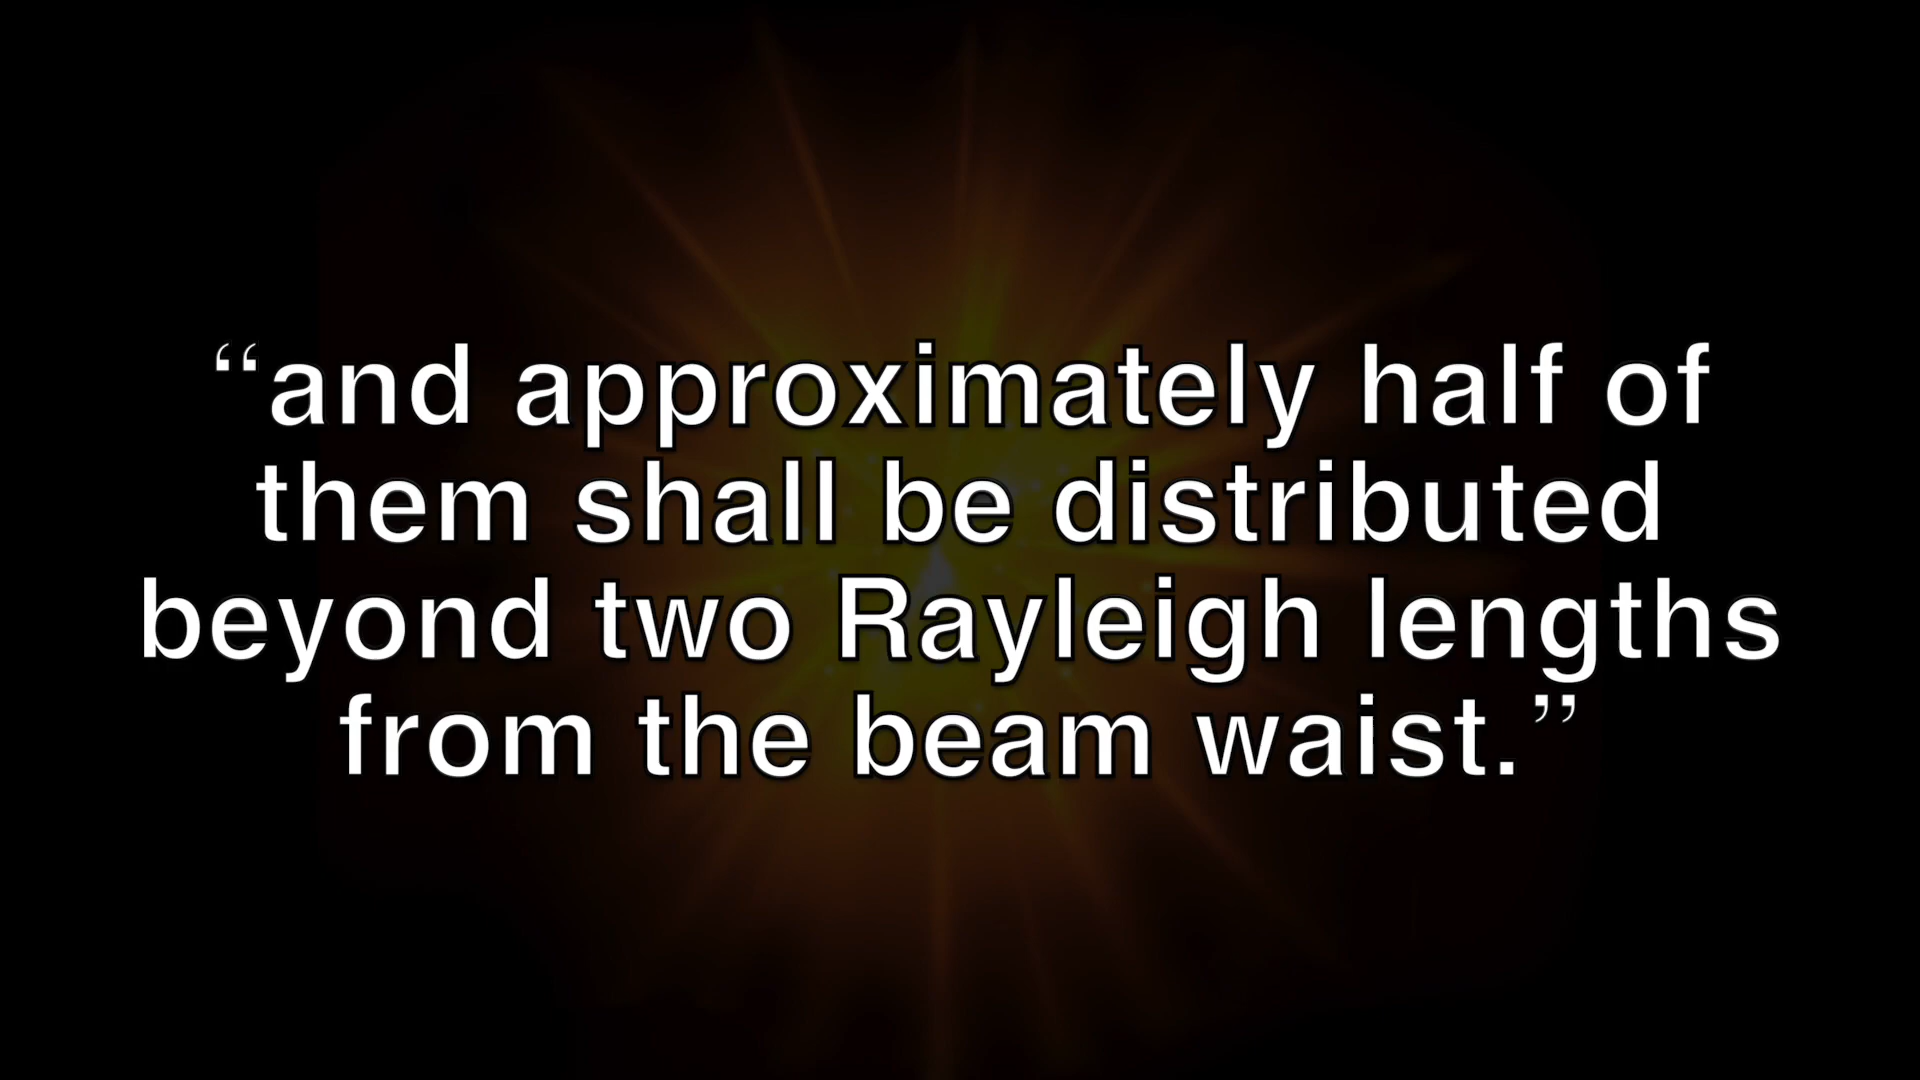 “and approximately half of
them shall be distributed
beyond two Rayleigh lengths
from the beam waist.”